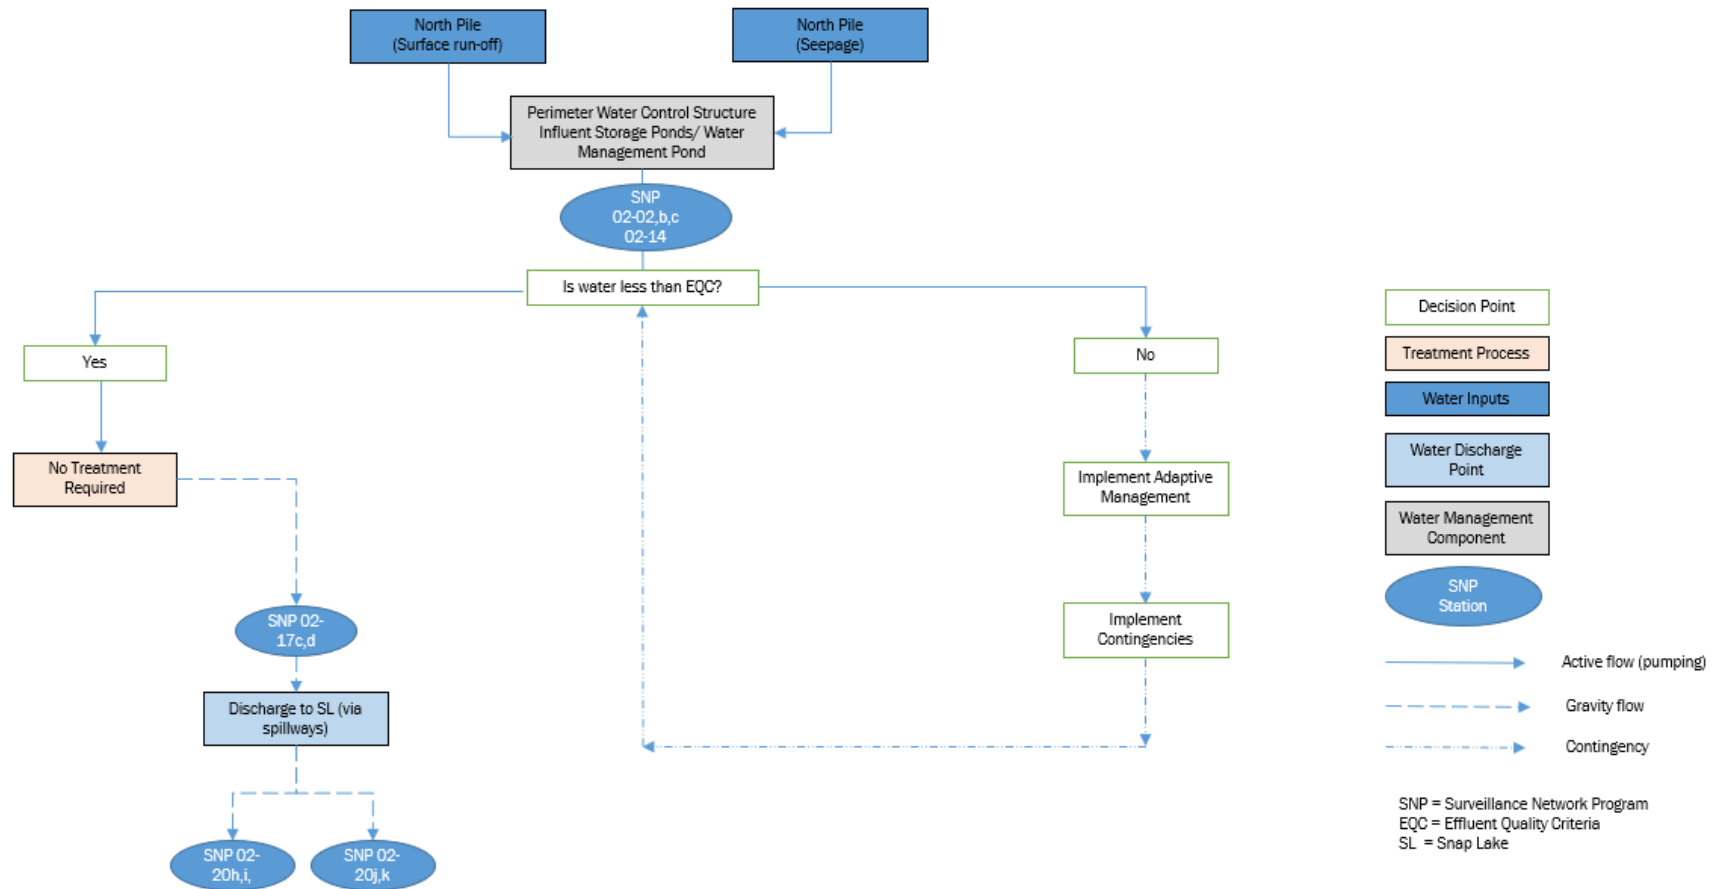 North Pile
(Surface run-off)
North Pile
(Seepage)
Perimeter Water Control Structure
Influent Storage Ponds/ Water
Management Pond
SNP
02-02,b,c
02-14
Is water less than EQC?
Yes
No
No Treatment
Required
Implement Adaptive
Management
Implement
Contingencies
SNP 02-
17c,d
Discharge to SL (via
spillways)
SNP 02-
20h,i,
SNP 02-
20j,k
Decision Point
Treatment Process
Water Inputs
Water Discharge
Point
Water Management
Component
SNP
Station
Active flow (pumping)
Gravity flow
Contingency
SNP = Surveillance Network Program
EQC = Effluent Quality Criteria
SL = Snap Lake